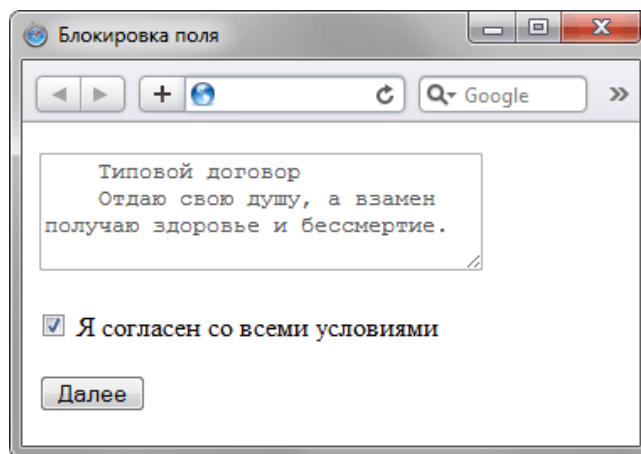 Блокировка поля
Google
Типовой договор
Отдаю свою душу, а взамен
получаю здоровье и бессмертие.
Я согласен со всеми условиями
Далее